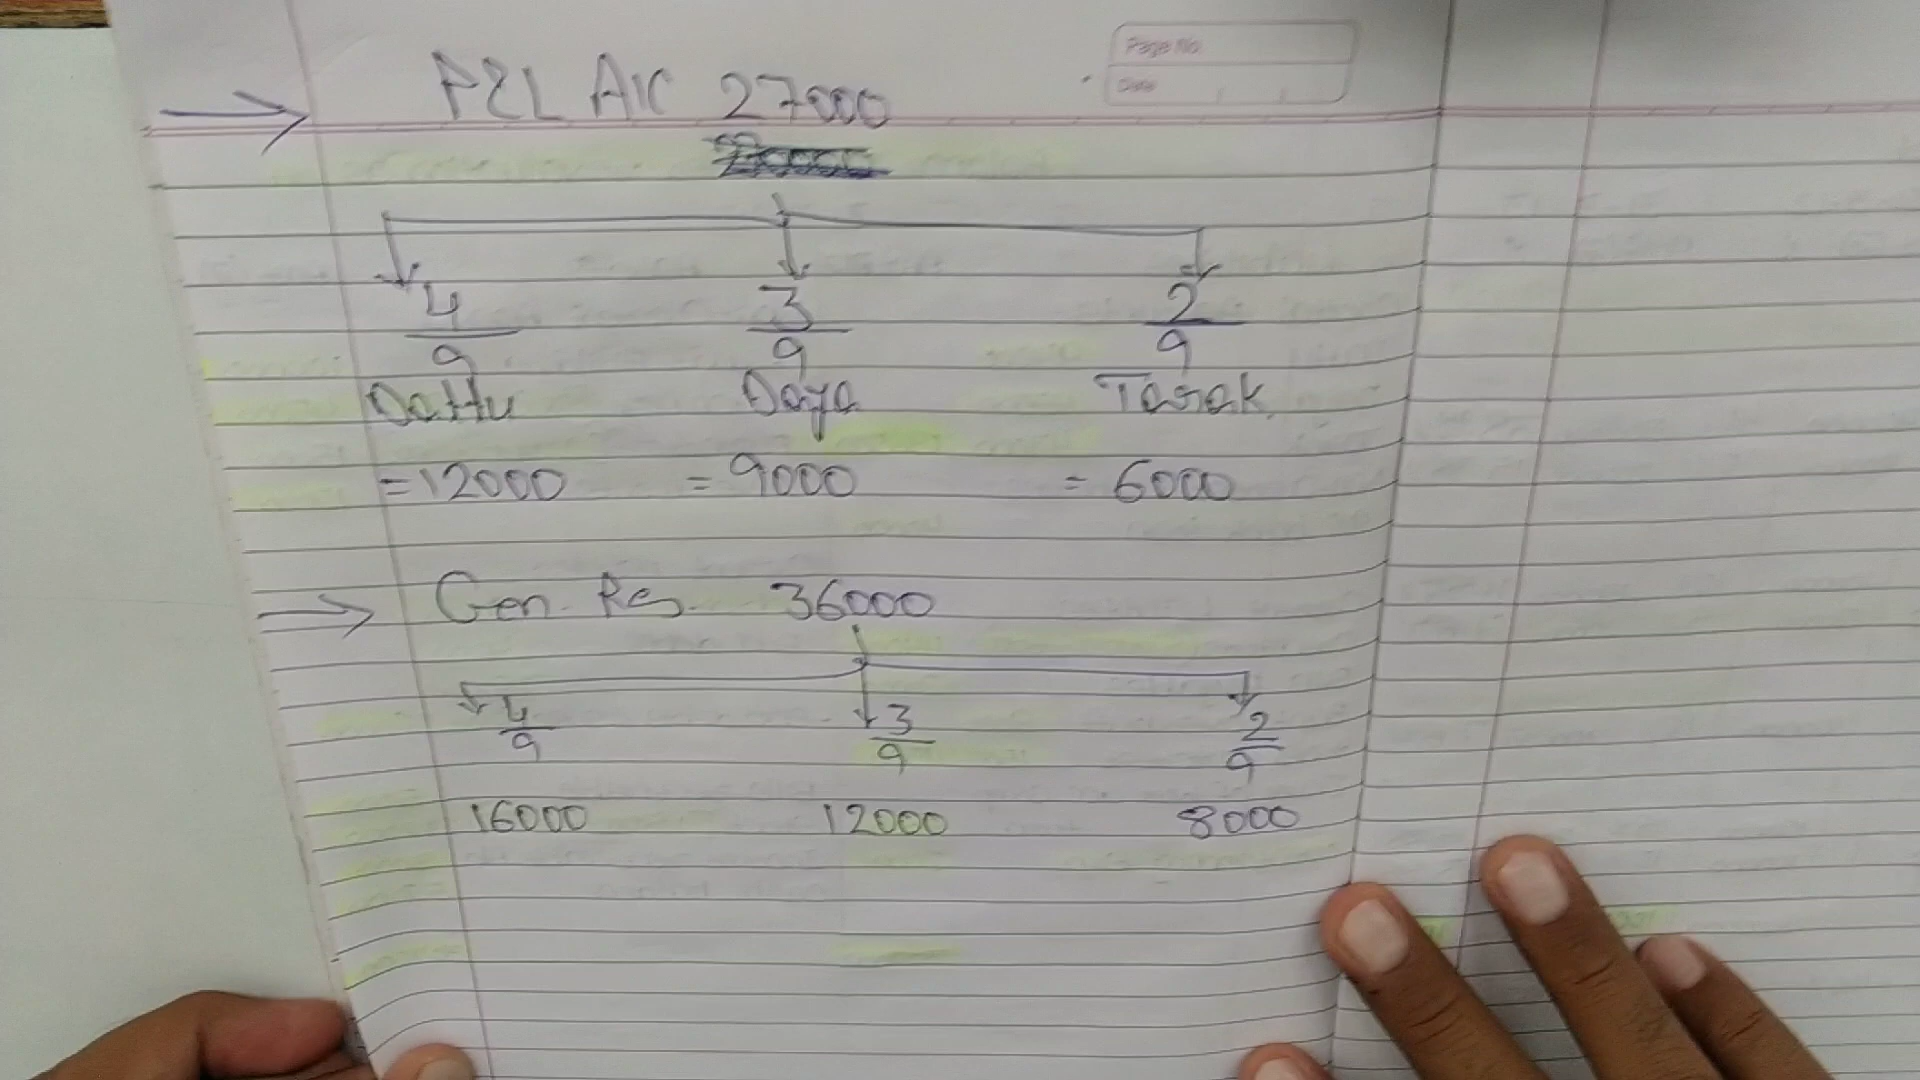 Page No.
Date
P&L A/c 27000
4/9 3/9 2/9
Dattu Daya Tarak
=12000 = 9000 = 6000
Gen. Res. 36000
4/9 3/9 2/9
16000 12000 8000